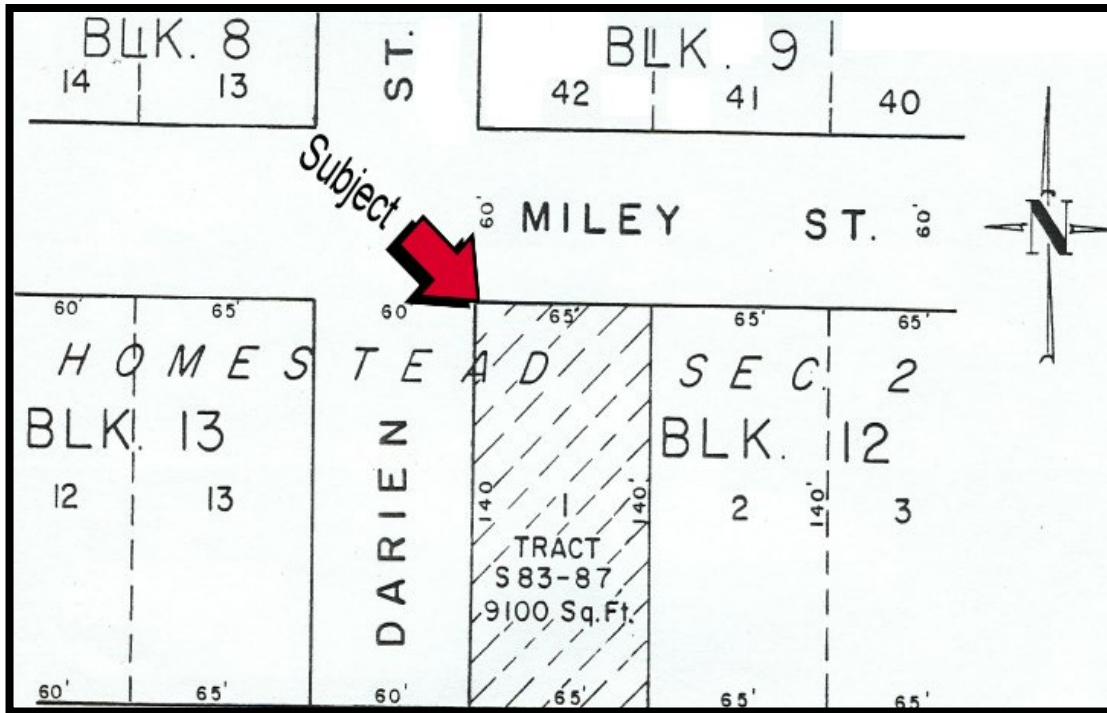 BLK. 8
BLK. 9
14 13
ST.
42 41 40
Subject
60' MILEY ST. 60'
60' 65' 60' 65' 65' 65'
HOMESTEAD SEC. 2
BLK. 13
BLK. 12
DARIEN
12 13
140 1 140' 2 140' 3
TRACT
S 83-87
9100 Sq.Ft.
60' 65' 60' 65' 65' 65'
N